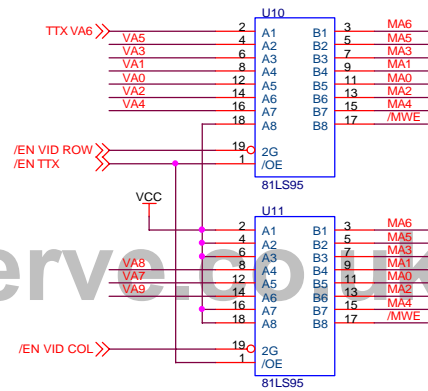 U10
TTX VA6 2 A1 B1 3 MA6
VA5 4 A2 B2 5 MA5
VA3 6 A3 B3 7 MA3
VA1 8 A4 B4 9 MA1
VA0 12 A5 B5 11 MA0
VA2 14 A6 B6 13 MA2
VA4 16 A7 B7 15 MA4
18 A8 B8 17 /MWE
/EN VID ROW 19 2G
/EN TTX 1 /OE
81LS95
VCC
U11
2 A1 B1 3 MA6
4 A2 B2 5 MA5
6 A3 B3 7 MA3
VA8 8 A4 B4 9 MA1
VA7 12 A5 B5 11 MA0
VA9 14 A6 B6 13 MA2
16 A7 B7 15 MA4
18 A8 B8 17 /MWE
/EN VID COL 19 2G
1 /OE
81LS95
erve.co.uk